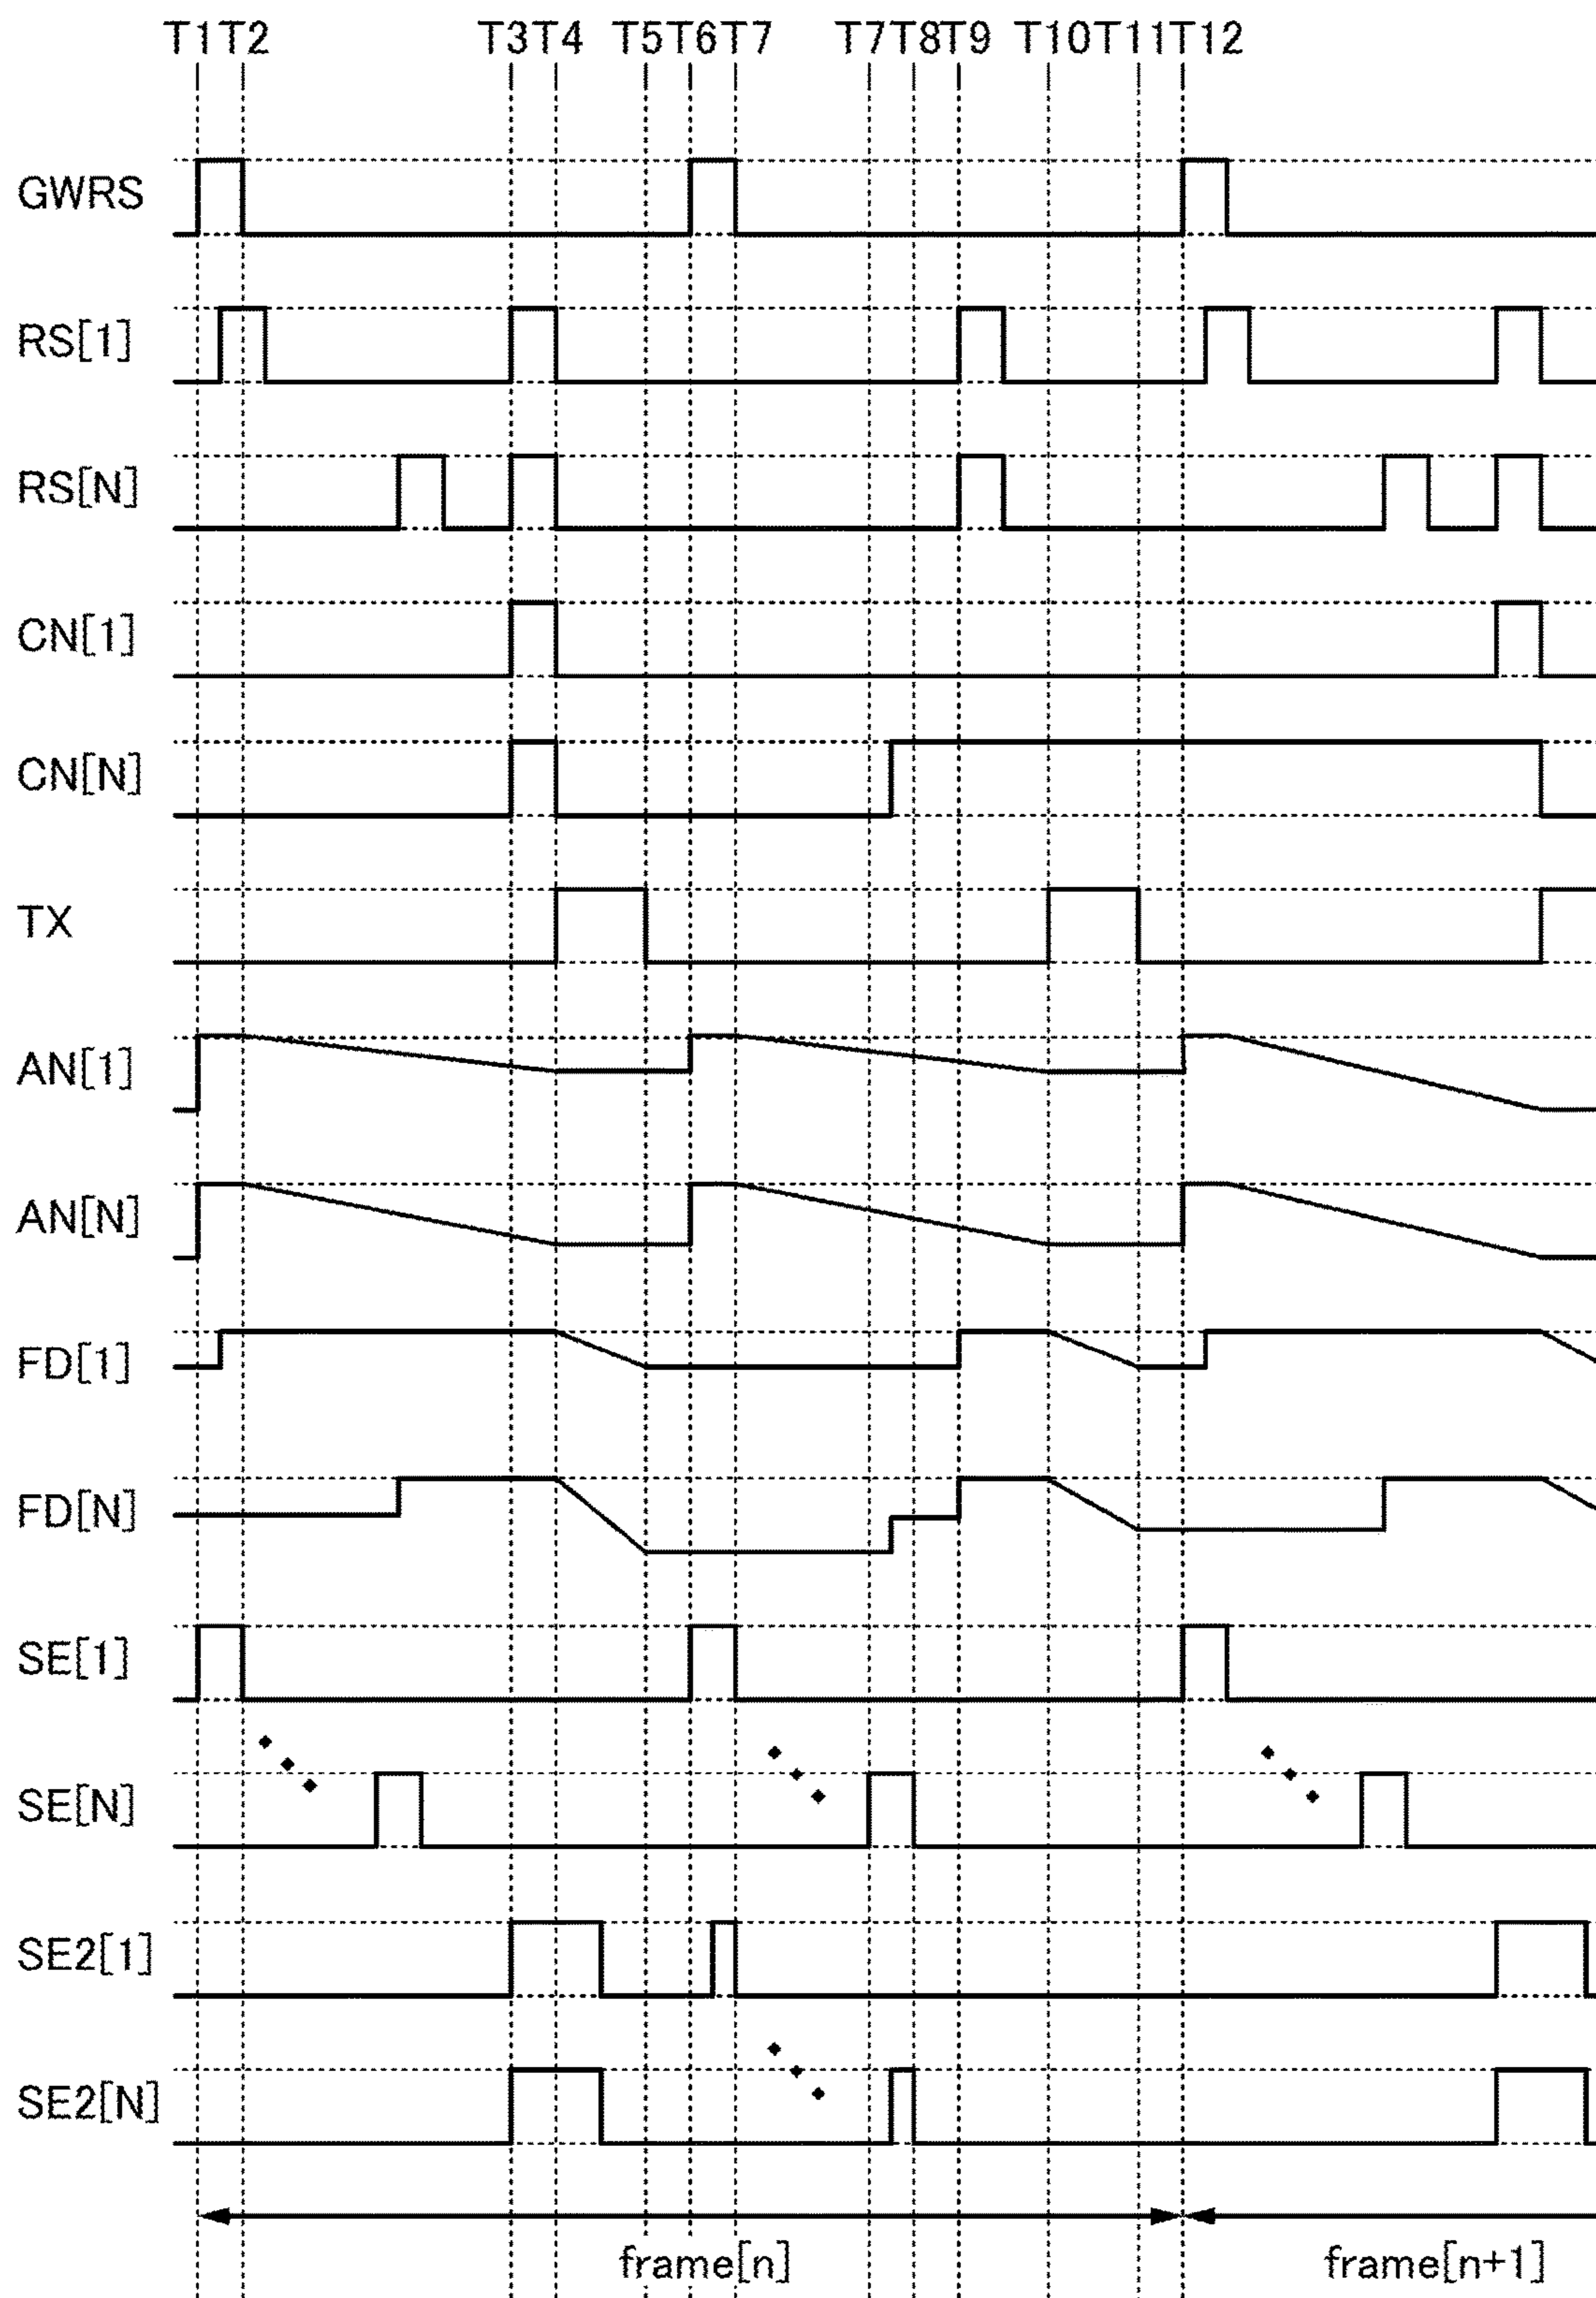 T1T2 T3T4 T5T6T7 T7T8T9 T10T11T12
GWRS
RS[1]
RS[N]
CN[1]
CN[N]
TX
AN[1]
AN[N]
FD[1]
FD[N]
SE[1]
SE[N]
SE2[1]
SE2[N]
frame[n] frame[n+1]